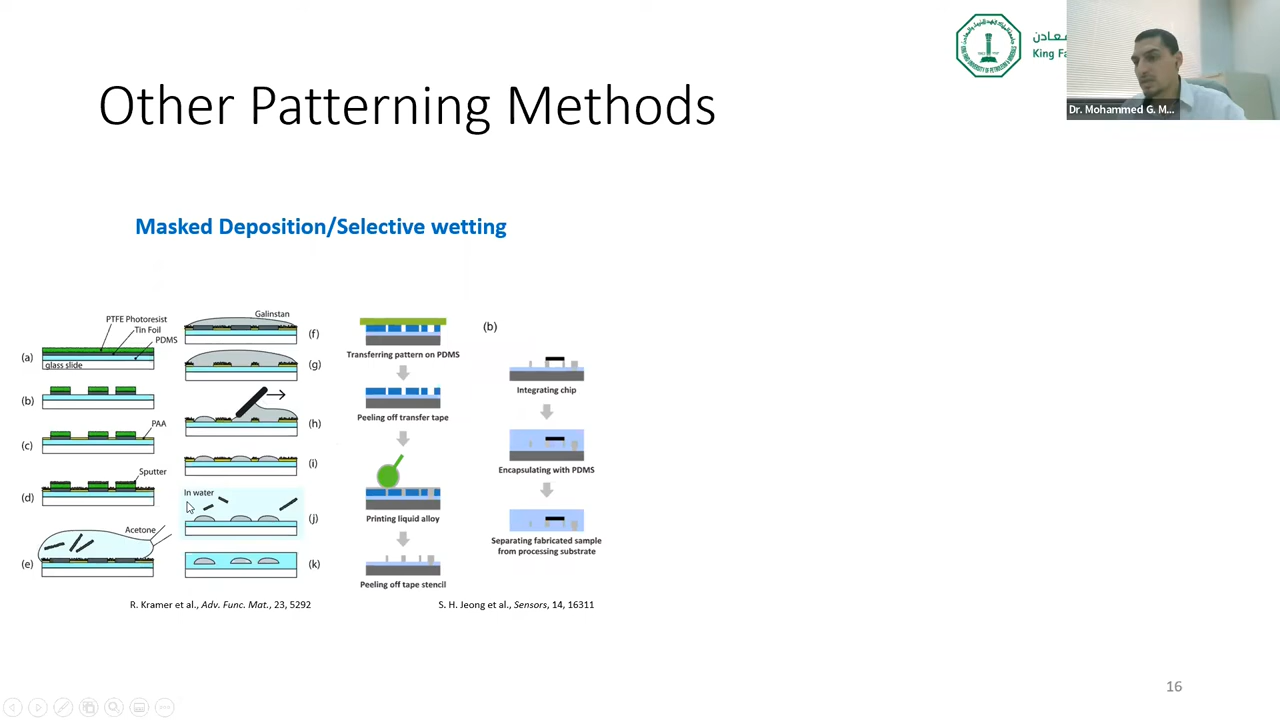 King Fa
Dr. Mohammed G. M...
Other Patterning Methods
Masked Deposition/Selective wetting
PTFE Photoresist
Tin Foil
PDMS
(a)
glass slide
(b)
PAA
(c)
Sputter
(d)
Acetone
(e)
Galinstan
(f)
(g)
(h)
(i)
In water
(j)
(k)
R. Kramer et al., Adv. Func. Mat., 23, 5292
Transferring pattern on PDMS
Peeling off transfer tape
Printing liquid alloy
Peeling off tape stencil
(b)
Integrating chip
Encapsulating with PDMS
Separating fabricated sample
from processing substrate
S. H. Jeong et al., Sensors, 14, 16311
16